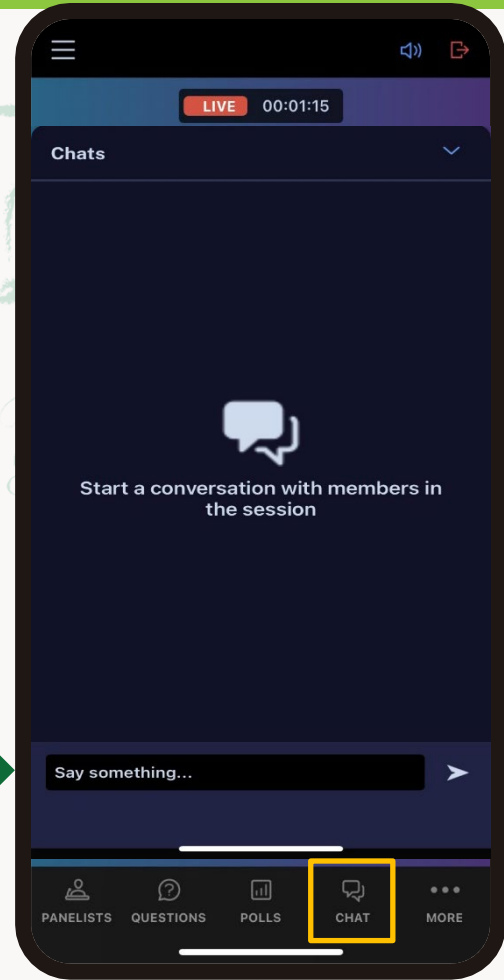 LIVE 00:01:15
Chats
Start a conversation with members in
the session
Say something...
PANELISTS QUESTIONS POLLS CHAT MORE